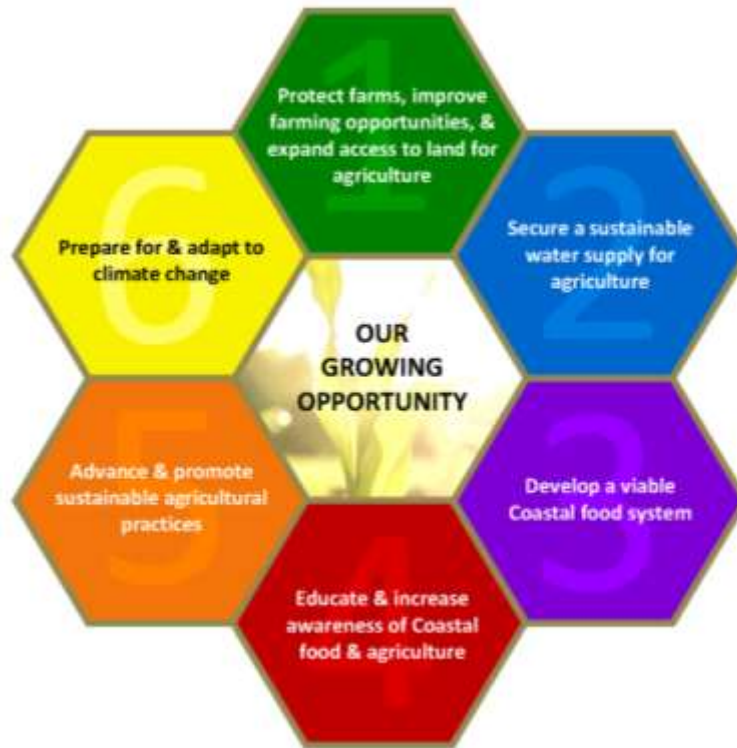 1
Protect farms, improve
farming opportunities, &
expand access to land for
agriculture
2
Secure a sustainable
water supply for
agriculture
3
Develop a viable
Coastal food system
4
Educate & increase
awareness of Coastal
food & agriculture
5
Advance & promote
sustainable agricultural
practices
6
Prepare for & adapt to
climate change
OUR
GROWING
OPPORTUNITY